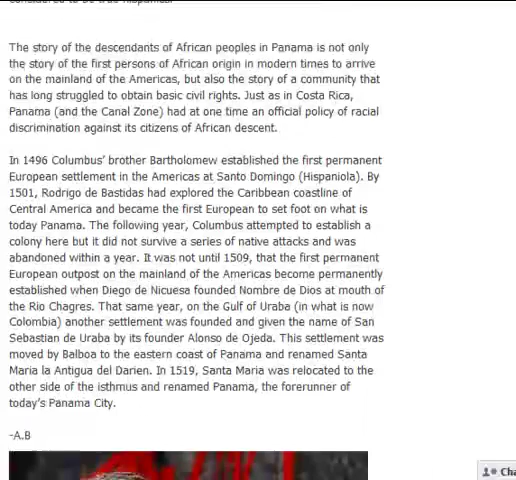 The story of the descendants of African peoples in Panama is not only
the story of the first persons of African origin in modern times to arrive
on the mainland of the Americas, but also the story of a community that
has long struggled to obtain basic civil rights. Just as in Costa Rica,
Panama (and the Canal Zone) had at one time an official policy of racial
discrimination against its citizens of African descent.
In 1496 Columbus’ brother Bartholomew established the first permanent
European settlement in the Americas at Santo Domingo (Hispaniola). By
1501, Rodrigo de Bastidas had explored the Caribbean coastline of
Central America and became the first European to set foot on what is
today Panama. The following year, Columbus attempted to establish a
colony here but it did not survive a series of native attacks and was
abandoned within a year. It was not until 1509, that the first permanent
European outpost on the mainland of the Americas become permanently
established when Diego de Nicuesa founded Nombre de Dios at mouth of
the Rio Chagres. That same year, on the Gulf of Uraba (in what is now
Colombia) another settlement was founded and given the name of San
Sebastian de Uraba by its founder Alonso de Ojeda. This settlement was
moved by Balboa to the eastern coast of Panama and renamed Santa
Maria la Antigua del Darien. In 1519, Santa Maria was relocated to the
other side of the isthmus and renamed Panama, the forerunner of
today’s Panama City.
-A.B
Cha